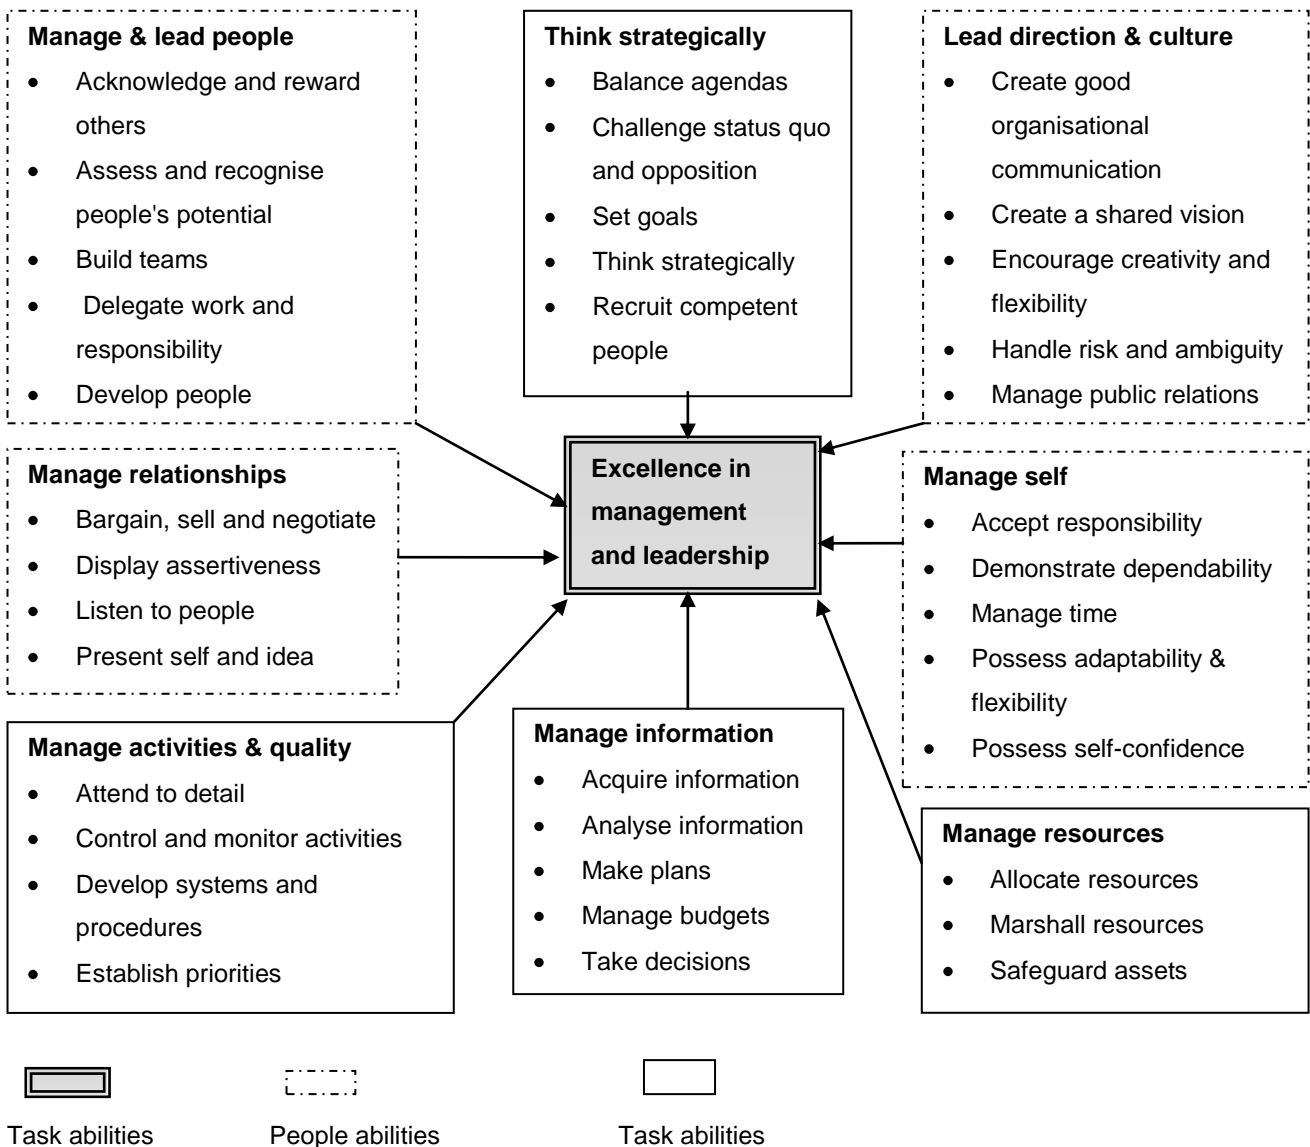 Manage & lead people
• Acknowledge and reward
others
• Assess and recognise
people's potential
• Build teams
• Delegate work and
responsibility
• Develop people
Think strategically
• Balance agendas
• Challenge status quo
and opposition
• Set goals
• Think strategically
• Recruit competent
people
Lead direction & culture
• Create good
organisational
communication
• Create a shared vision
• Encourage creativity and
flexibility
• Handle risk and ambiguity
• Manage public relations
Manage relationships
• Bargain, sell and negotiate
• Display assertiveness
• Listen to people
• Present self and idea
Excellence in
management
and leadership
Manage self
• Accept responsibility
• Demonstrate dependability
• Manage time
• Possess adaptability &
flexibility
• Possess self-confidence
Manage activities & quality
• Attend to detail
• Control and monitor activities
• Develop systems and
procedures
• Establish priorities
Manage information
• Acquire information
• Analyse information
• Make plans
• Manage budgets
• Take decisions
Manage resources
• Allocate resources
• Marshall resources
• Safeguard assets
Task abilities
People abilities
Task abilities